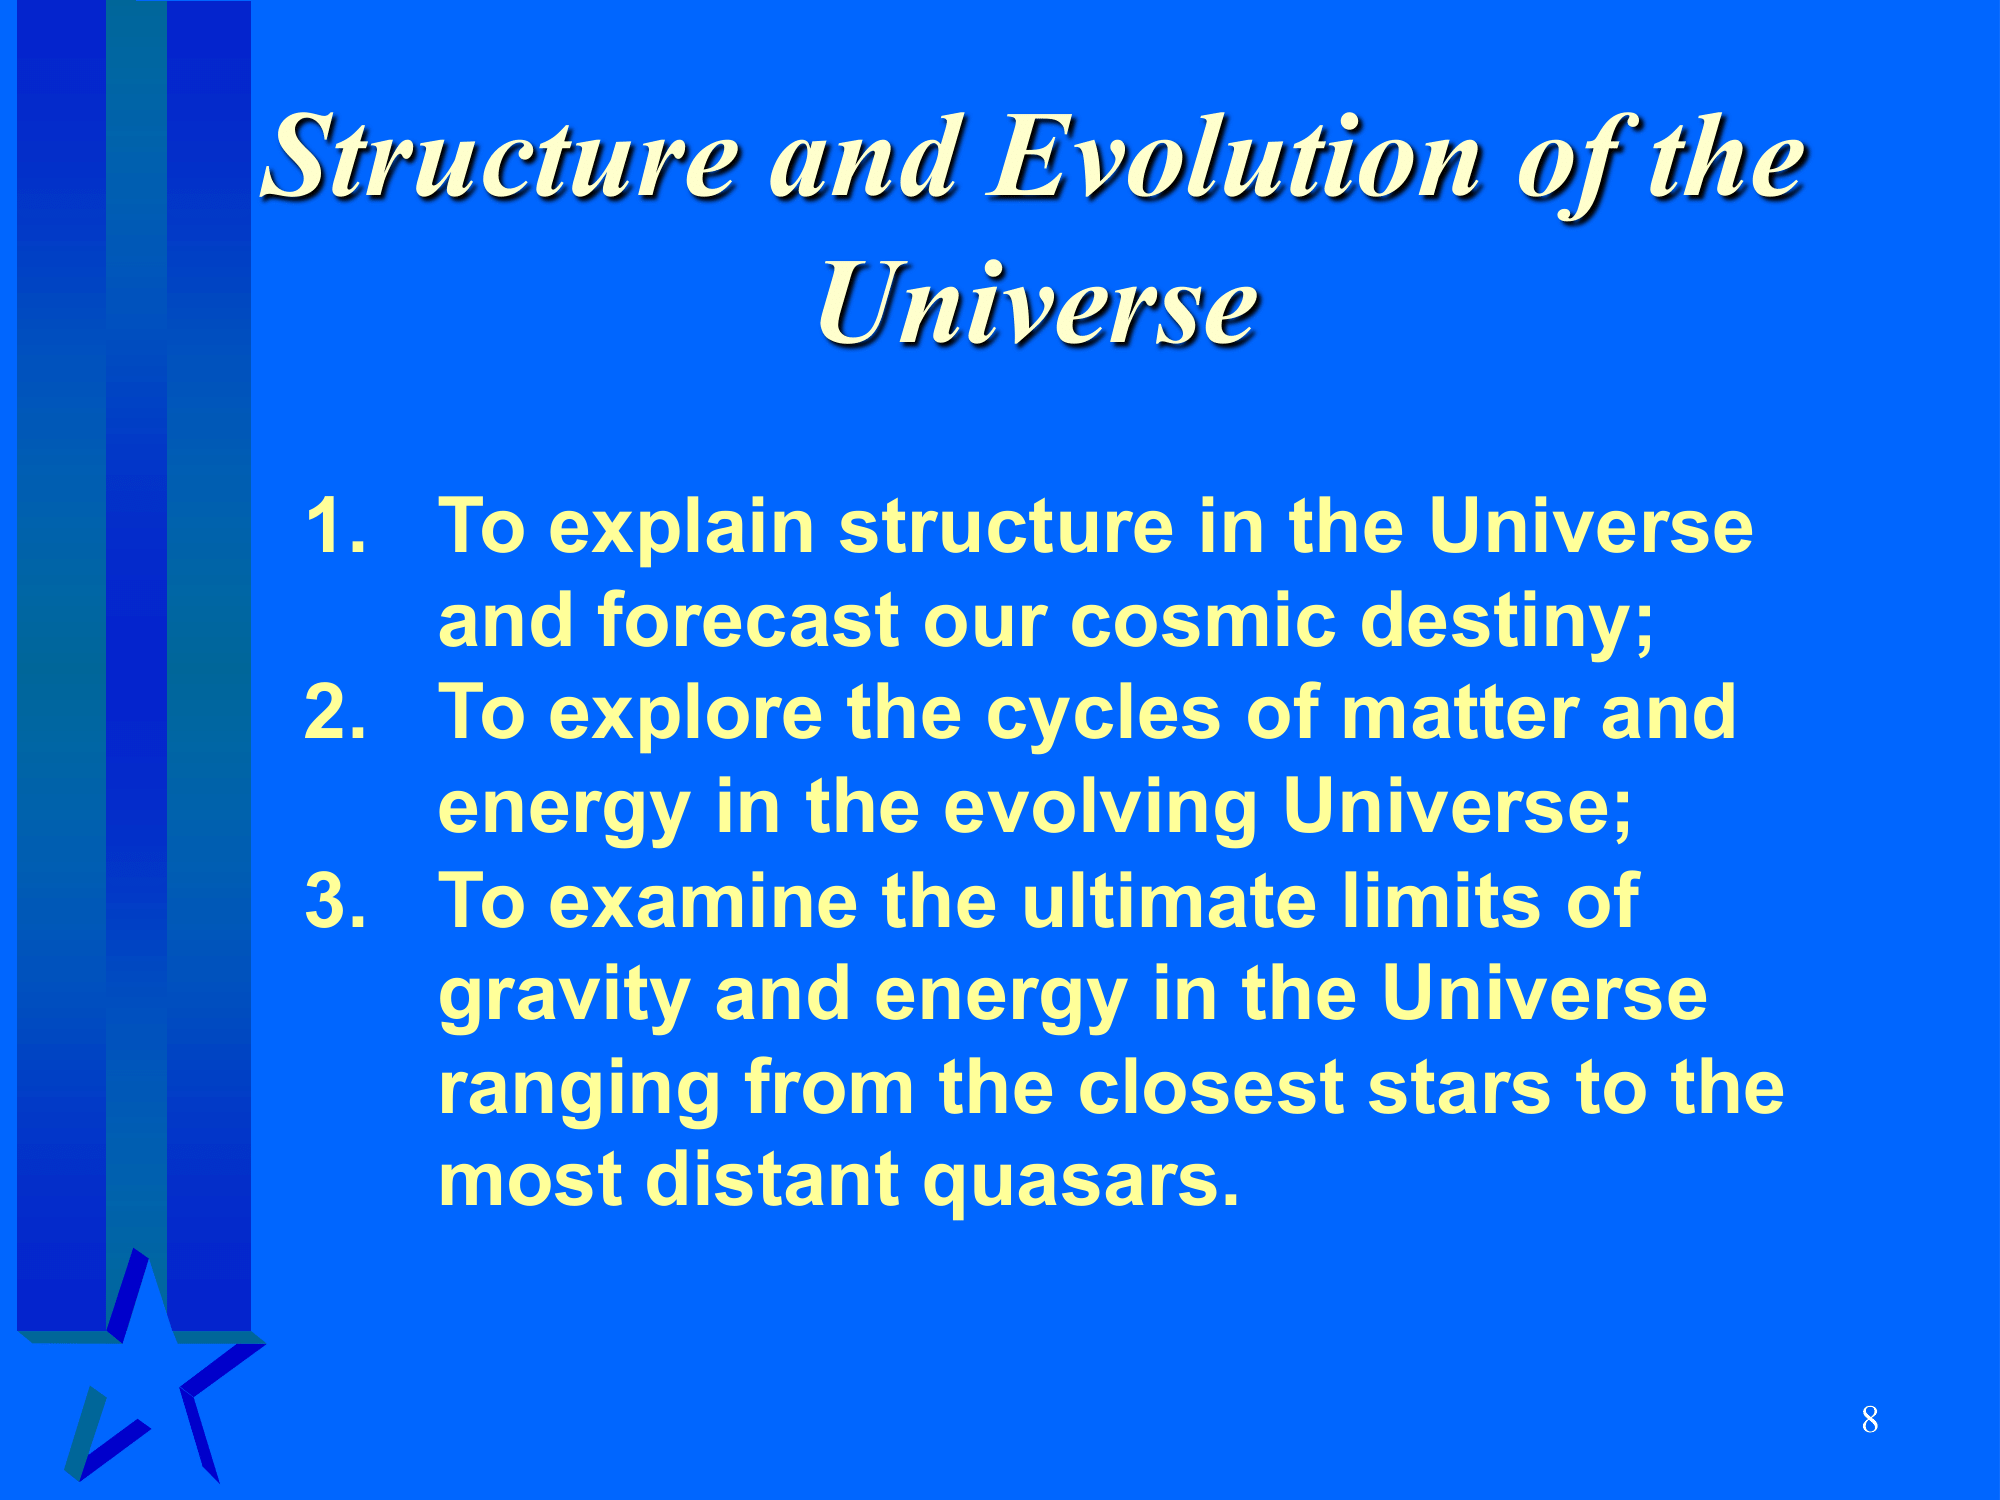 Structure and Evolution of the
Universe
1. To explain structure in the Universe
and forecast our cosmic destiny;
2. To explore the cycles of matter and
energy in the evolving Universe;
3. To examine the ultimate limits of
gravity and energy in the Universe
ranging from the closest stars to the
most distant quasars.
8